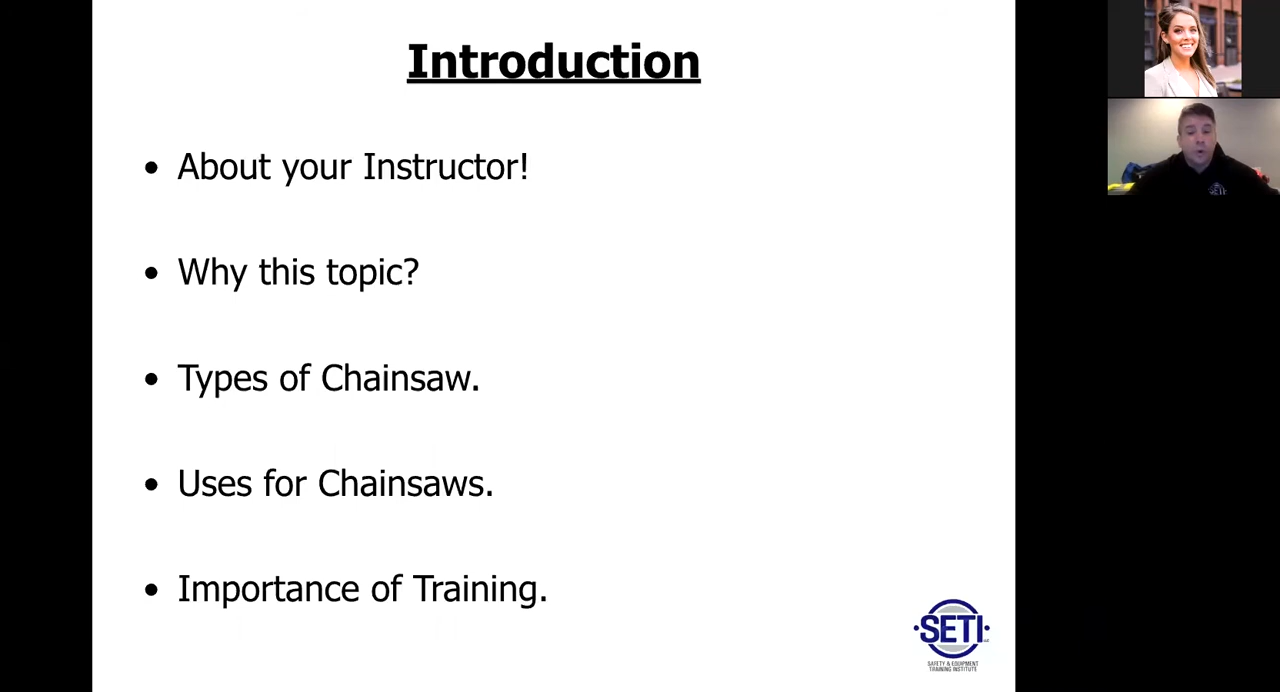 Introduction
• About your Instructor!
• Why this topic?
• Types of Chainsaw.
• Uses for Chainsaws.
• Importance of Training.
SETI
SAFETY & EQUIPMENT
TRAINING INSTITUTE
SETI